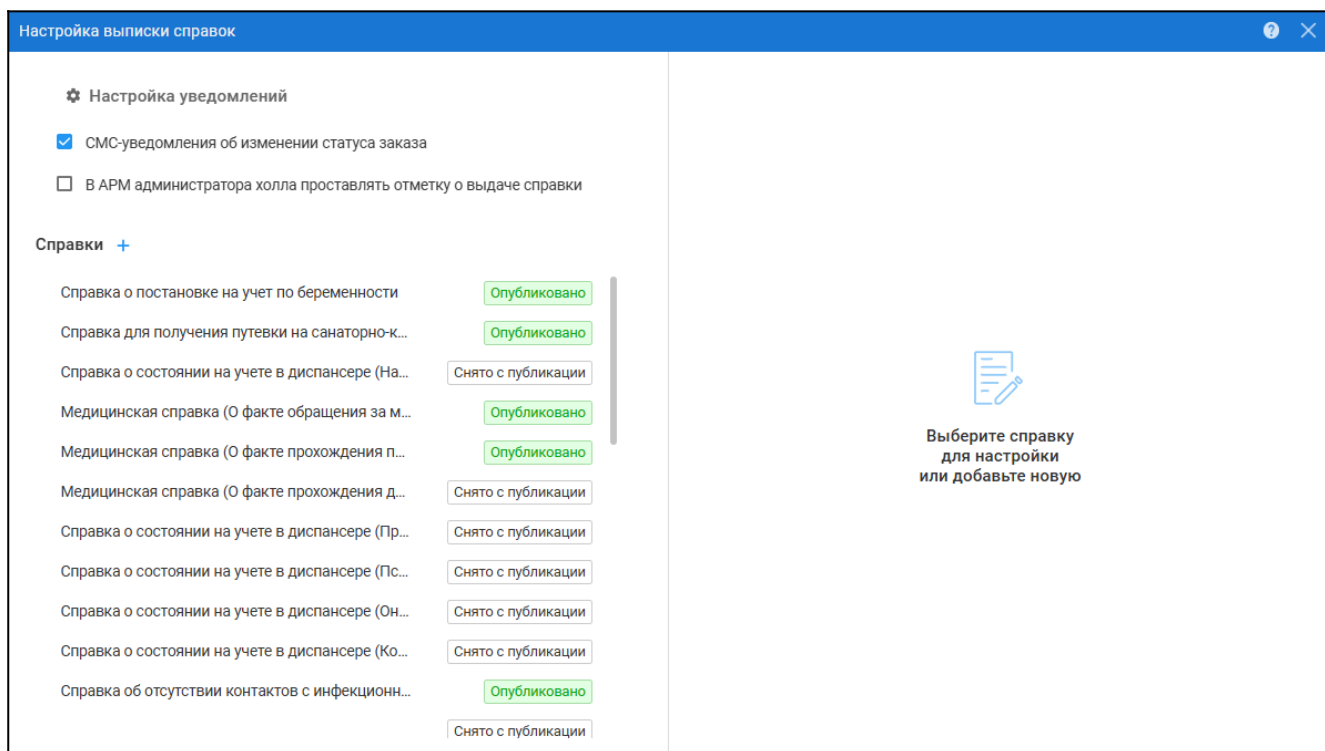 Настройка выписки справок
Настройка уведомлений
СМС-уведомления об изменении статуса заказа
В АРМ администратора холла проставлять отметку о выдаче справки
Справки +
Справка о постановке на учет по беременности Опубликовано
Справка для получения путевки на санаторно-к... Опубликовано
Справка о состоянии на учете в диспансере (На... Снято с публикации
Медицинская справка (О факте обращения за м... Опубликовано
Медицинская справка (О факте прохождения п... Опубликовано
Медицинская справка (О факте прохождения д... Снято с публикации
Справка о состоянии на учете в диспансере (Пр... Снято с публикации
Справка о состоянии на учете в диспансере (Пс... Снято с публикации
Справка о состоянии на учете в диспансере (Он... Снято с публикации
Справка о состоянии на учете в диспансере (Ко... Снято с публикации
Справка об отсутствии контактов с инфекционн... Опубликовано
Снято с публикации
Выберите справку
для настройки
или добавьте новую